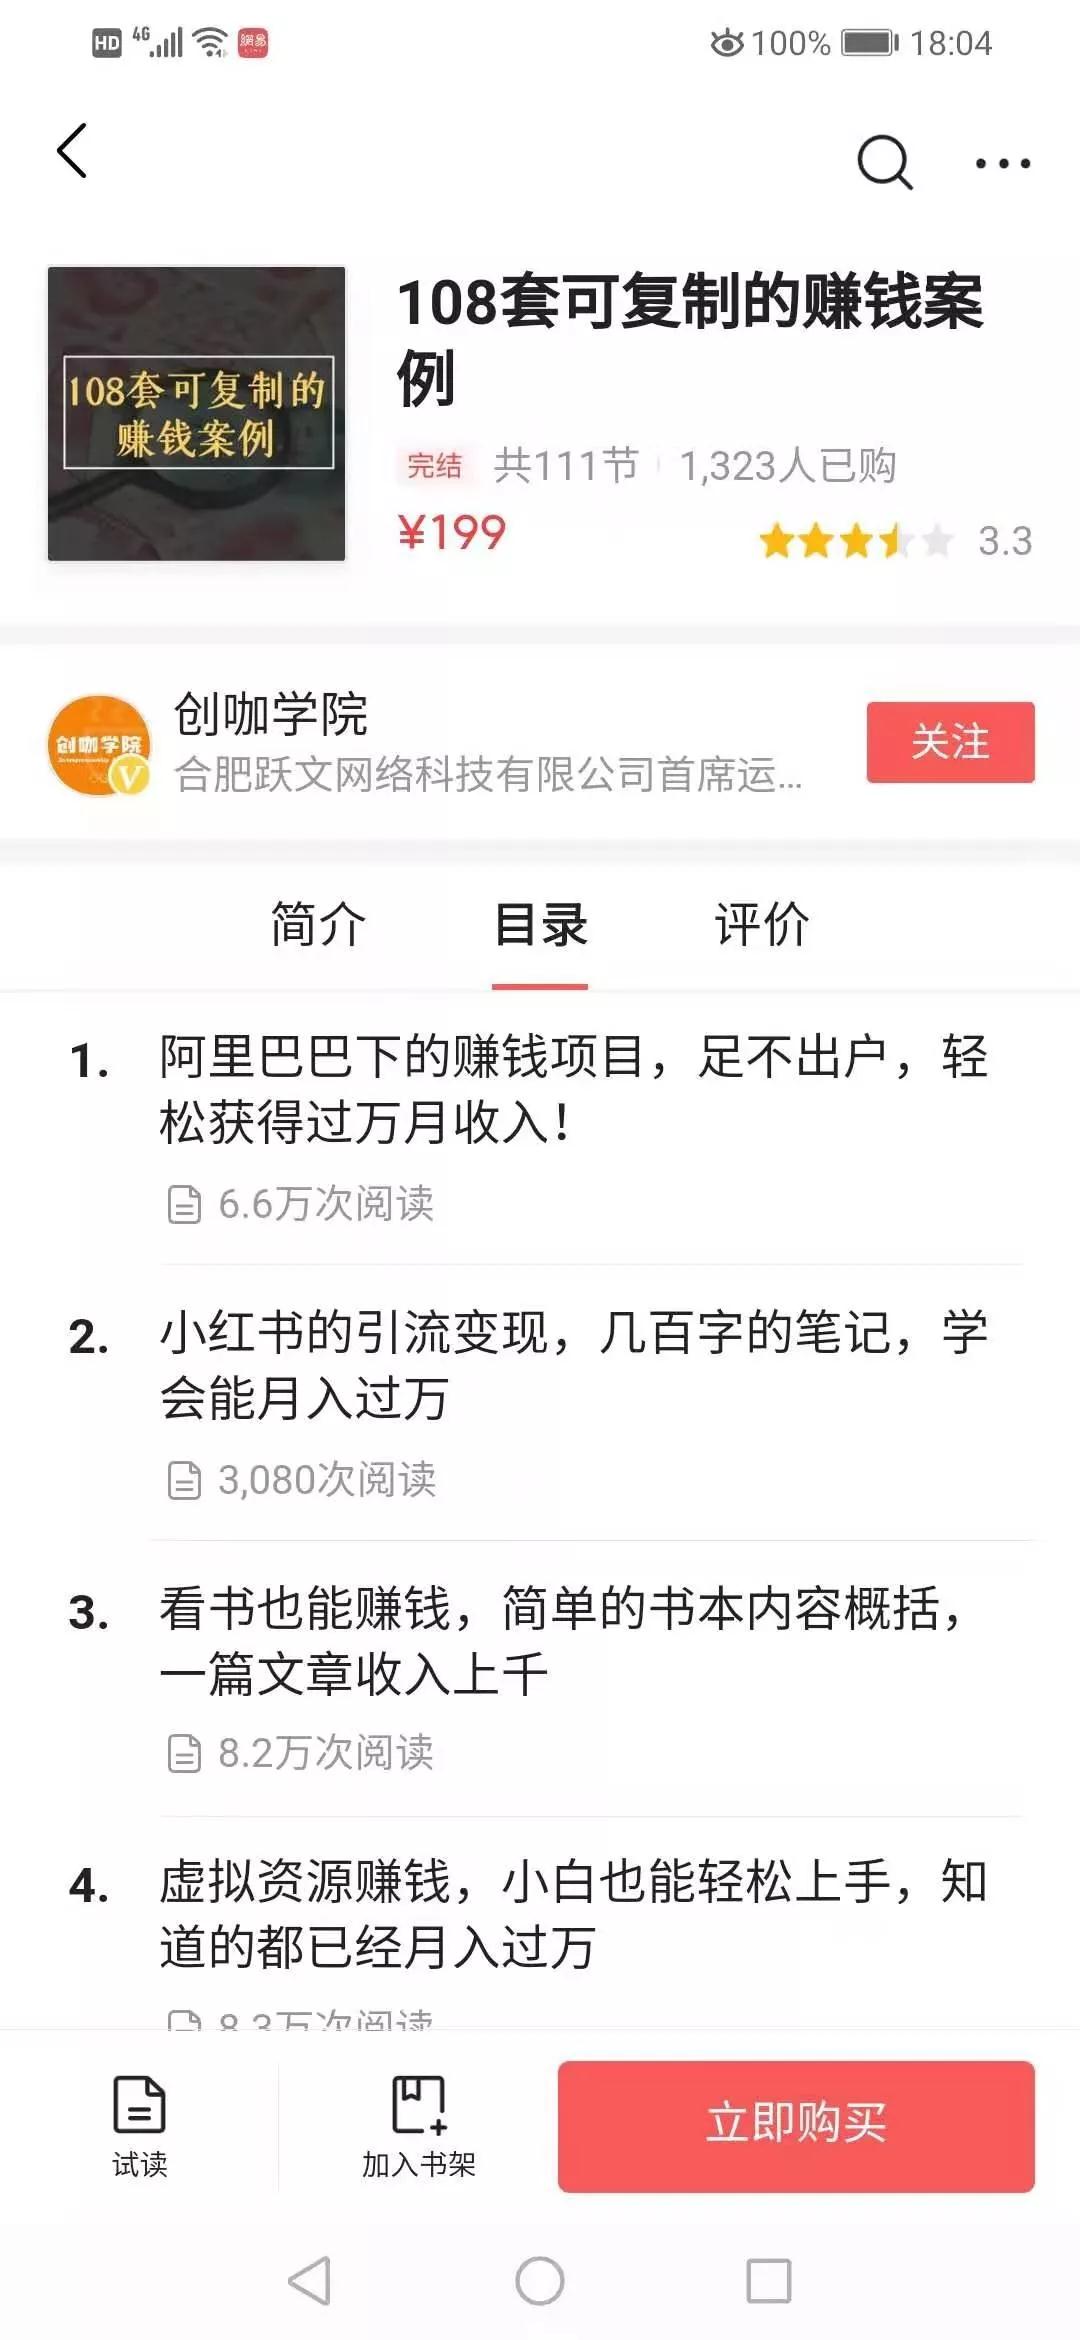 HD 4G 網易 100% 18:04
108套可复制的
赚钱案例
108套可复制的赚钱案
例
完结 共111节 1,323人已购
¥199 3.3
创咖学院
创咖学院
V
合肥跃文网络科技有限公司首席运...
关注
简介 目录 评价
1. 阿里巴巴下的赚钱项目，足不出户，轻
松获得过万月收入！
6.6万次阅读
2. 小红书的引流变现，几百字的笔记，学
会能月入过万
3,080次阅读
3. 看书也能赚钱，简单的书本内容概括，
一篇文章收入上千
8.2万次阅读
4. 虚拟资源赚钱，小白也能轻松上手，知
道的都已经月入过万
8.3万次阅读
试读 加入书架 立即购买